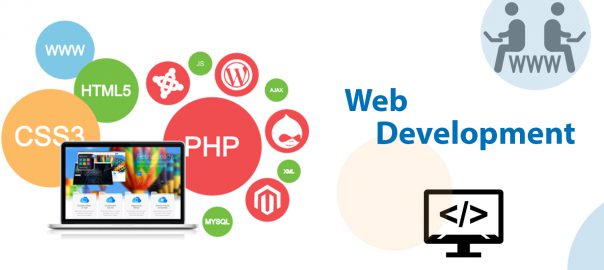 WWW
JS
HTML5
AJAX
CSS3
PHP
XML
MYSQL
WWW
Web
Development
</>